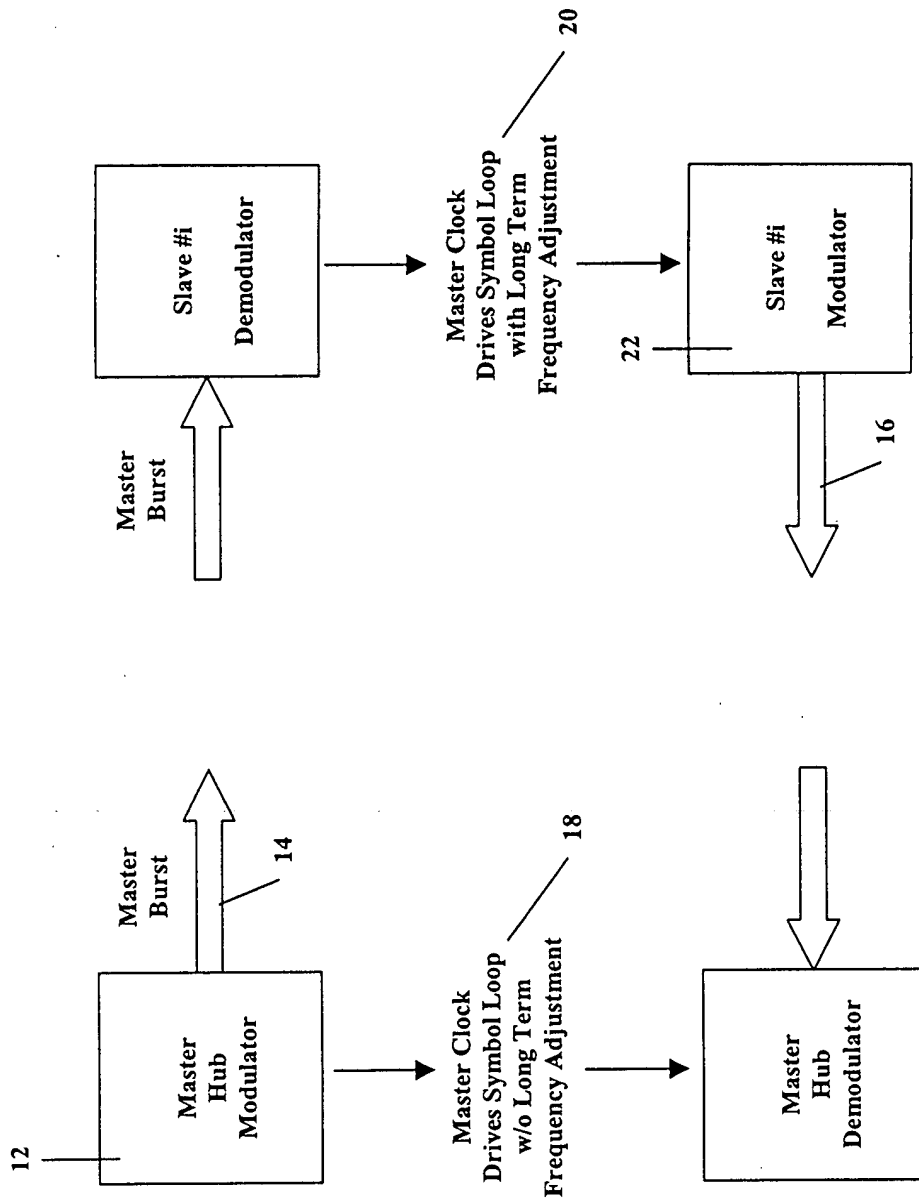 12
Master
Hub
Modulator
Master
Burst
14
Master Clock
Drives Symbol Loop
w/o Long Term
Frequency Adjustment
18
Master
Hub
Demodulator
Master
Burst
Slave #i
Demodulator
Master Clock
Drives Symbol Loop
with Long Term
Frequency Adjustment
20
22
Slave #i
Modulator
16